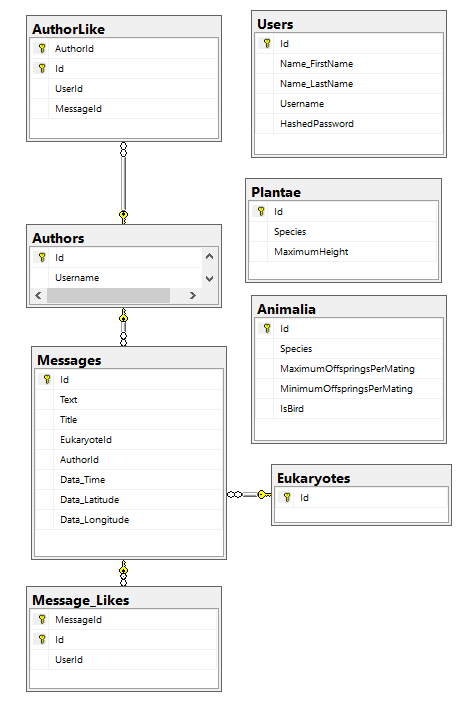 AuthorLike
AuthorId
Id
UserId
MessageId
Users
Id
Name_FirstName
Name_LastName
Username
HashedPassword
Plantae
Id
Species
MaximumHeight
Authors
Id
Username
Animalia
Id
Species
MaximumOffspringsPerMating
MinimumOffspringsPerMating
IsBird
Messages
Id
Text
Title
EukaryoteId
AuthorId
Data_Time
Data_Latitude
Data_Longitude
Eukaryotes
Id
Message_Likes
MessageId
Id
UserId